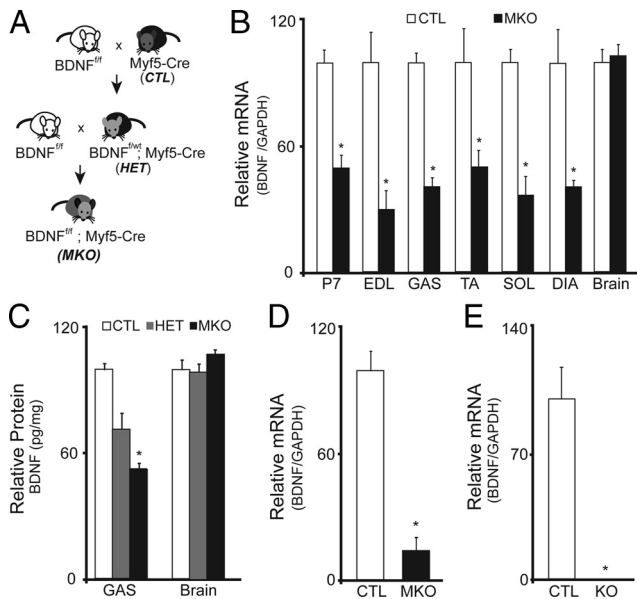 A
BDNF^f/f x Myf5-Cre
(CTL)
BDNF^f/f x BDNF^f/wt; Myf5-Cre
(HET)
BDNF^f/f ; Myf5-Cre
(MKO)
B
CTL MKO
Relative mRNA
(BDNF /GAPDH)
120
60
0
* * * * * *
P7 EDL GAS TA SOL DIA Brain
C
CTL HET MKO
Relative Protein
BDNF (pg/mg)
120
60
0
*
GAS Brain
D
Relative mRNA
(BDNF/GAPDH)
120
60
0
*
CTL MKO
E
Relative mRNA
(BDNF/GAPDH)
140
70
0
*
CTL KO